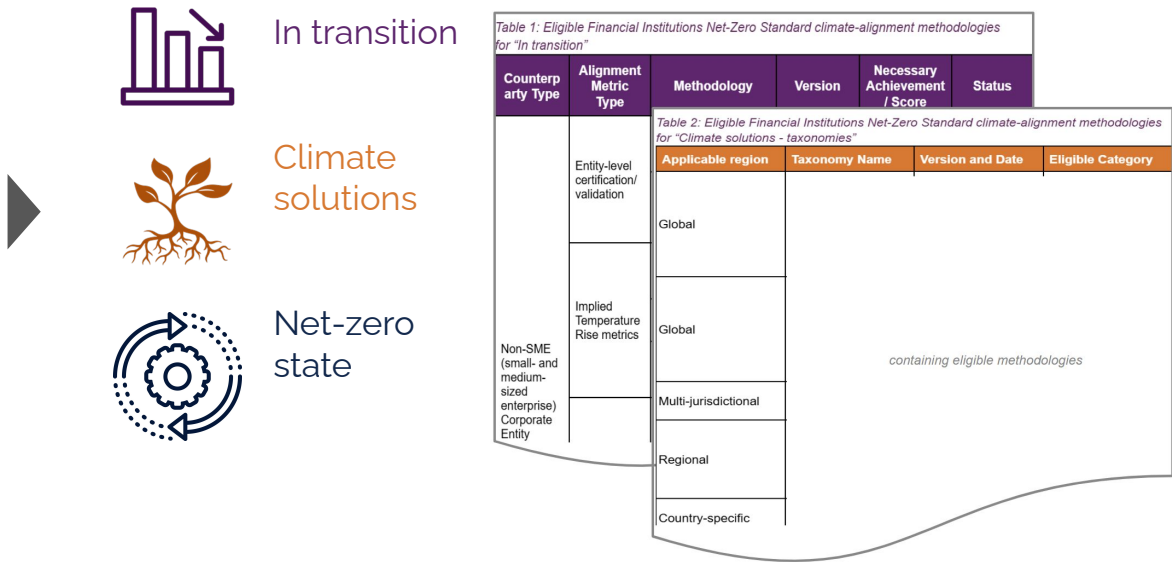 In transition
Climate
solutions
Net-zero
state
Table 1: Eligible Financial Institutions Net-Zero Standard climate-alignment methodologies
for “In transition”
Counterp
arty Type
Alignment
Metric
Type
Methodology
Version
Necessary
Achievement
/ Score
Status
Entity-level
certification/
validation
Implied
Temperature
Rise metrics
Non-SME
(small- and
medium-
sized
enterprise)
Corporate
Entity
Table 2: Eligible Financial Institutions Net-Zero Standard climate-alignment methodologies
for “Climate solutions - taxonomies”
Applicable region
Taxonomy Name
Version and Date
Eligible Category
Global
Global
containing eligible methodologies
Multi-jurisdictional
Regional
Country-specific